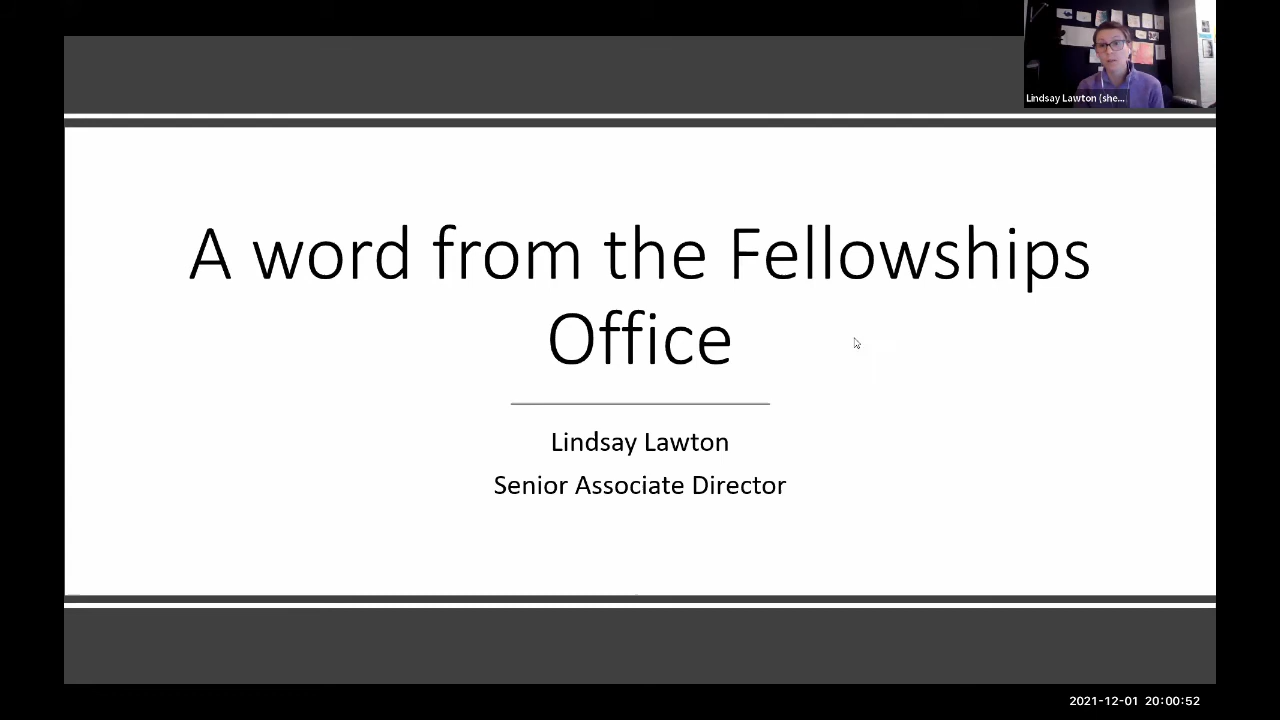 Lindsay Lawton (she...
A word from the Fellowships
Office
Lindsay Lawton
Senior Associate Director
2021-12-01 20:00:52